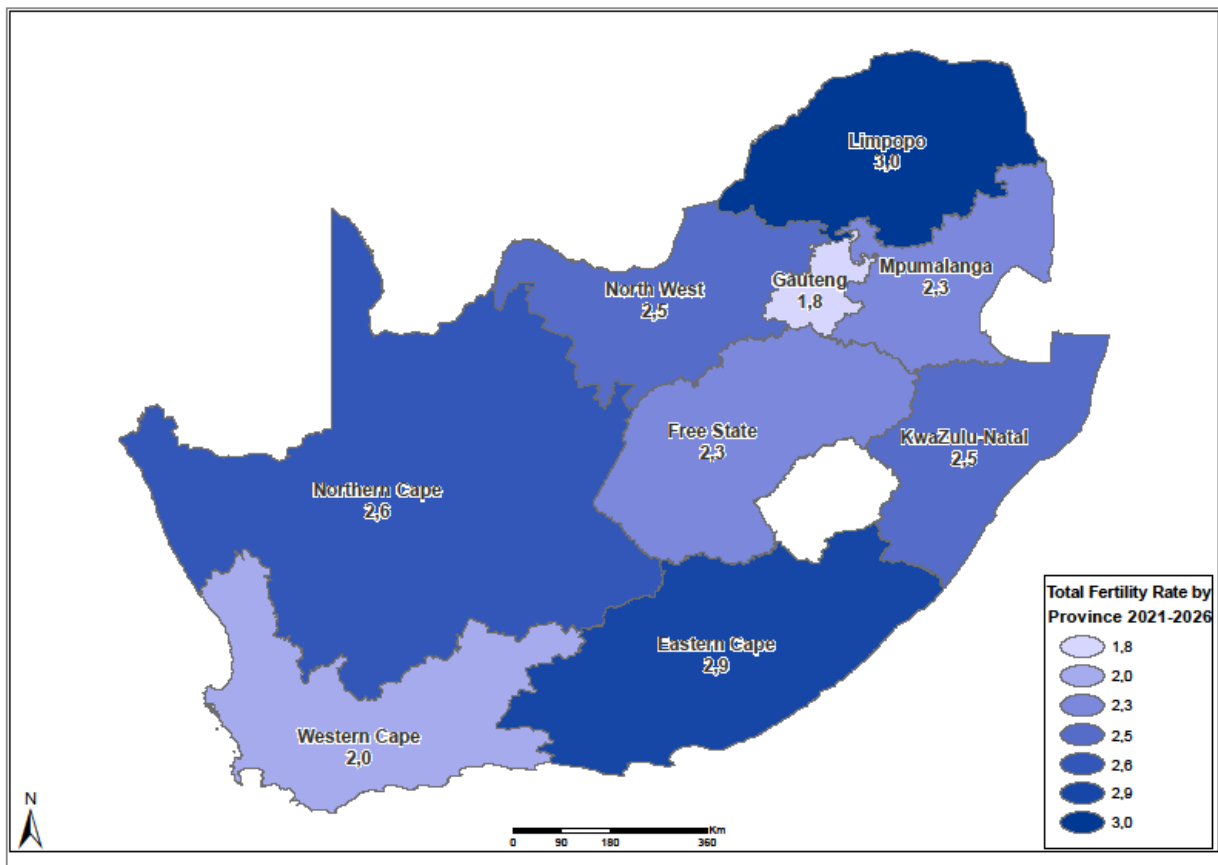 Limpopo
3,0
Mpumalanga
2,3
Gauteng
1,8
North West
2,5
Free State
2,3
KwaZulu-Natal
2,5
Northern Cape
2,6
Eastern Cape
2,9
Western Cape
2,0
Total Fertility Rate by
Province 2021-2026
1,8
2,0
2,3
2,5
2,6
2,9
3,0
N
Km
0 90 180 360